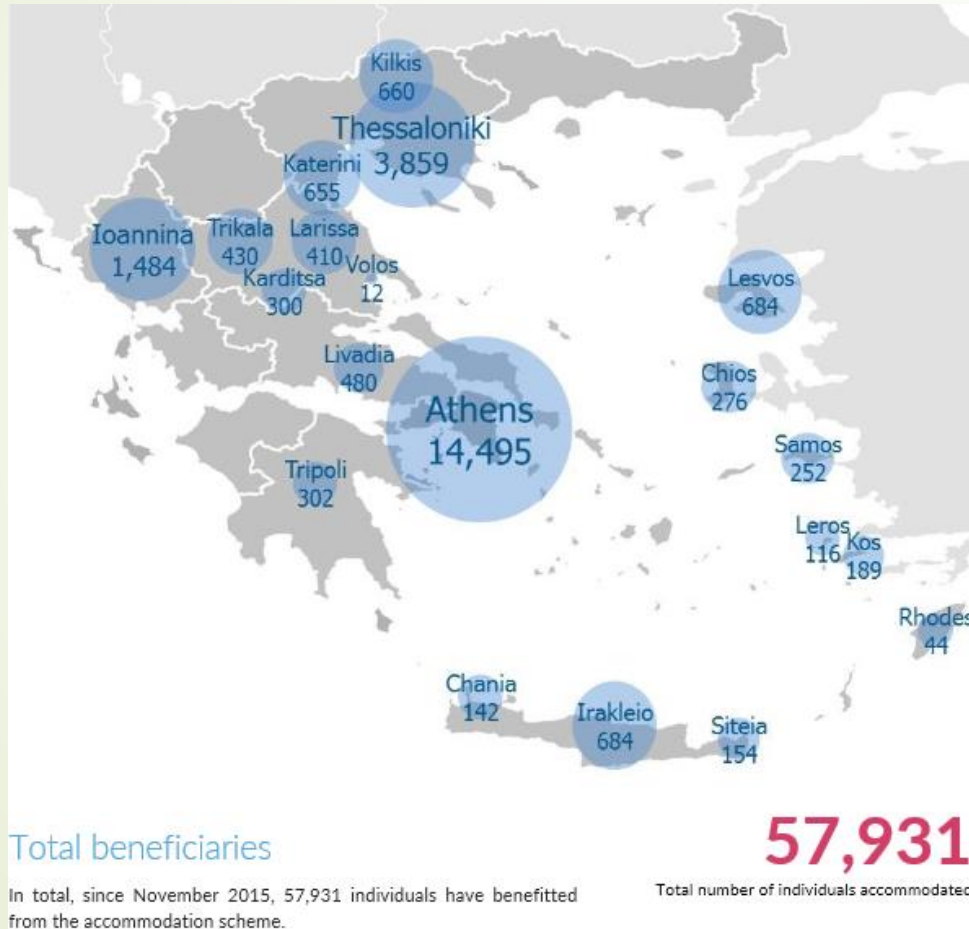 Kilkis
660
Thessaloniki
3,859
Katerini
655
Ioannina
1,484
Trikala
430
Larissa
410
Karditsa
300
Volos
12
Lesvos
684
Livadia
480
Chios
276
Athens
14,495
Samos
252
Tripoli
302
Leros
116
Kos
189
Rhodes
44
Chania
142
Irakleio
684
Siteia
154
Total beneficiaries
In total, since November 2015, 57,931 individuals have benefitted
from the accommodation scheme.
57,931
Total number of individuals accommodated